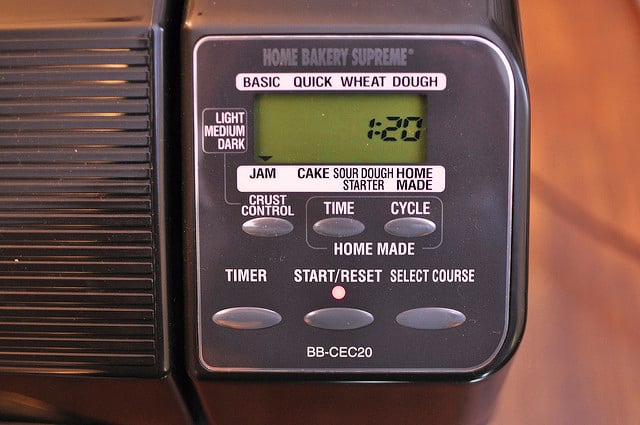 HOME BAKERY SUPREME®
BASIC QUICK WHEAT DOUGH
LIGHT
MEDIUM
DARK
1:20
JAM CAKE SOUR DOUGH HOME
STARTER MADE
CRUST
CONTROL
TIME CYCLE
HOME MADE
TIMER START/RESET SELECT COURSE
BB-CEC20